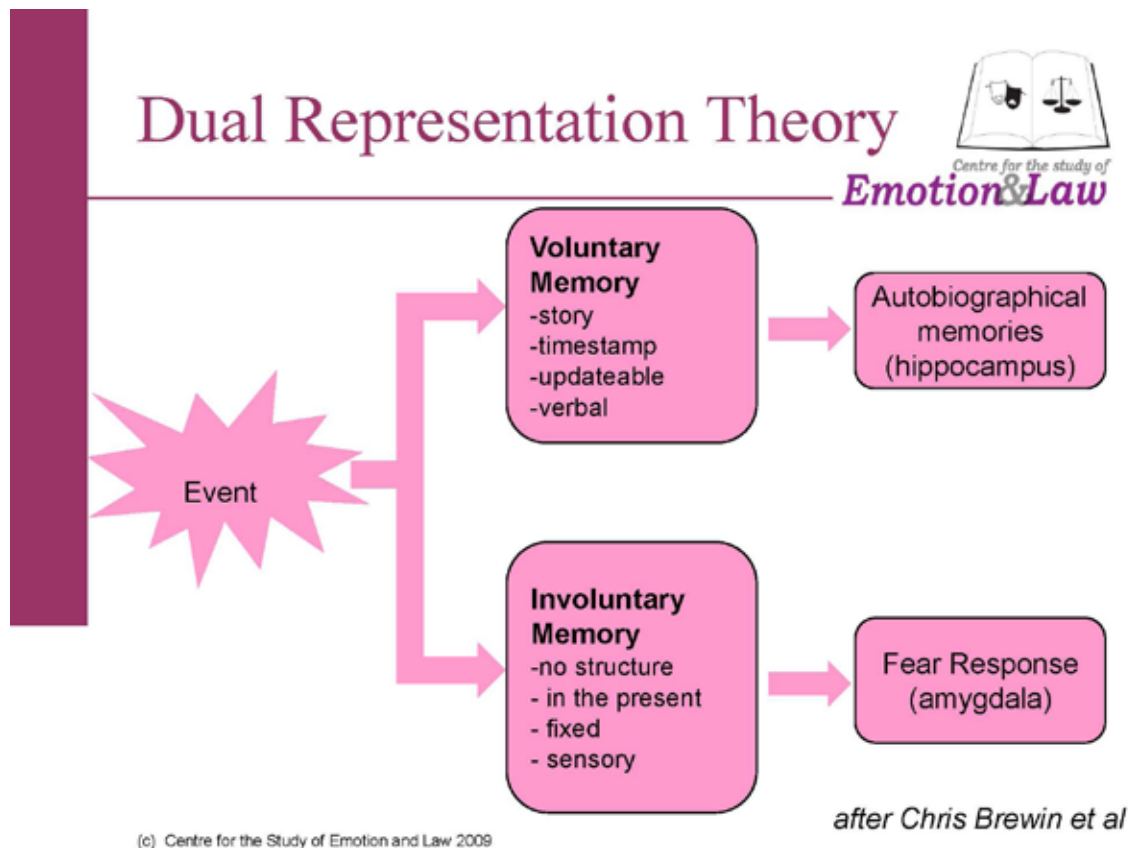 Dual Representation Theory
Centre for the study of
Emotion&Law
Voluntary
Memory
-story
-timestamp
-updateable
-verbal
Autobiographical
memories
(hippocampus)
Event
Involuntary
Memory
-no structure
- in the present
- fixed
- sensory
Fear Response
(amygdala)
after Chris Brewin et al
(c) Centre for the Study of Emotion and Law 2009